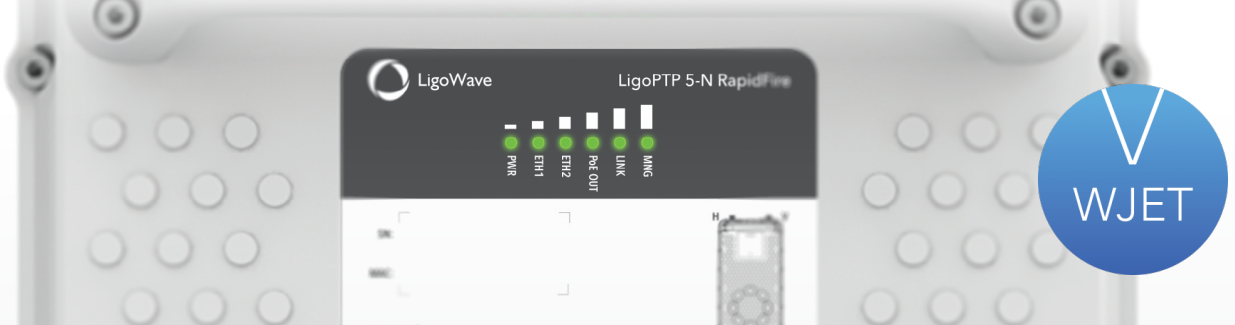 LigoWave
LigoPTP 5-N RapidFire
PWR
ETH1
ETH2
PoE OUT
LINK
MNG
SN:
MAC:
H
V
V
WJET